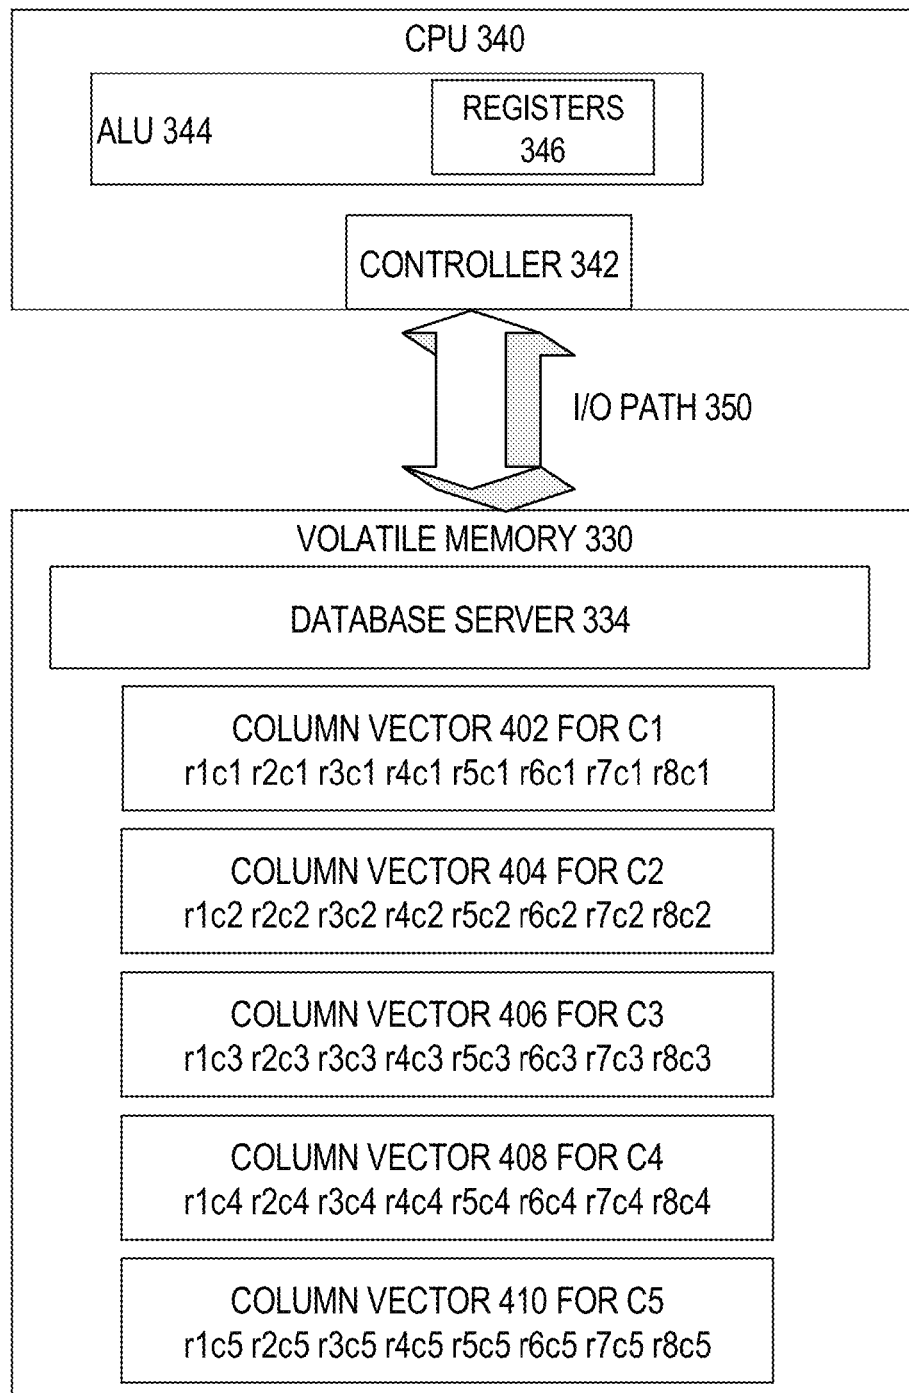 CPU 340
REGISTERS
346
ALU 344
CONTROLLER 342
I/O PATH 350
VOLATILE MEMORY 330
DATABASE SERVER 334
COLUMN VECTOR 402 FOR C1
r1c1 r2c1 r3c1 r4c1 r5c1 r6c1 r7c1 r8c1
COLUMN VECTOR 404 FOR C2
r1c2 r2c2 r3c2 r4c2 r5c2 r6c2 r7c2 r8c2
COLUMN VECTOR 406 FOR C3
r1c3 r2c3 r3c3 r4c3 r5c3 r6c3 r7c3 r8c3
COLUMN VECTOR 408 FOR C4
r1c4 r2c4 r3c4 r4c4 r5c4 r6c4 r7c4 r8c4
COLUMN VECTOR 410 FOR C5
r1c5 r2c5 r3c5 r4c5 r5c5 r6c5 r7c5 r8c5